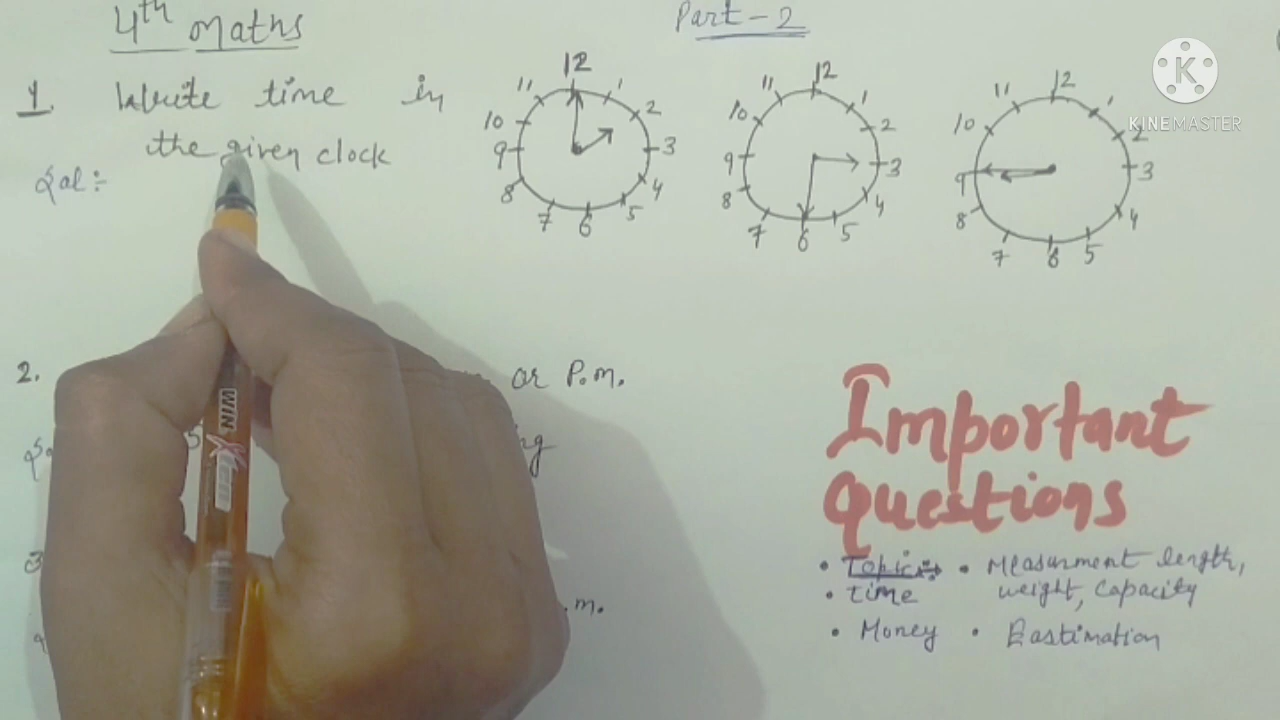 4th maths
Part - 2
1. Write time in
the given clock
Sol:-
12
11 1
10 2
9 3
8 4
7 6 5
12
11 1
10 2
9 3
8 4
7 6 5
12
11 1
10 2
9 3
8 4
7 6 5
KINEMASTER
2. or P.m.
Important
Questions
• Topic:- • Measurment length,
• time weight, Capacity
• Money • Eastimation
3
.m.
WIN